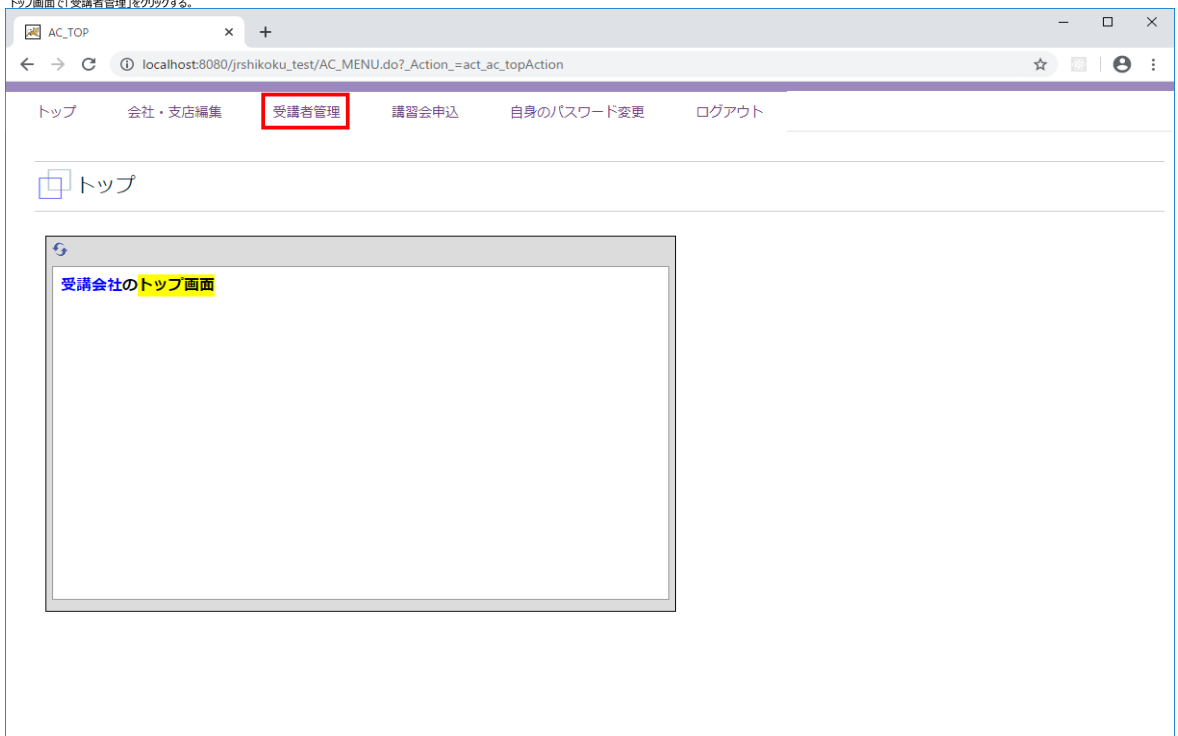 トップ画面で「受講者管理」をクリックする。
AC_TOP
localhost:8080/jrshikoku_test/AC_MENU.do?_Action_=act_ac_topAction
トップ 会社・支店編集 受講者管理 講習会申込 自身のパスワード変更 ログアウト
トップ
受講会社のトップ画面